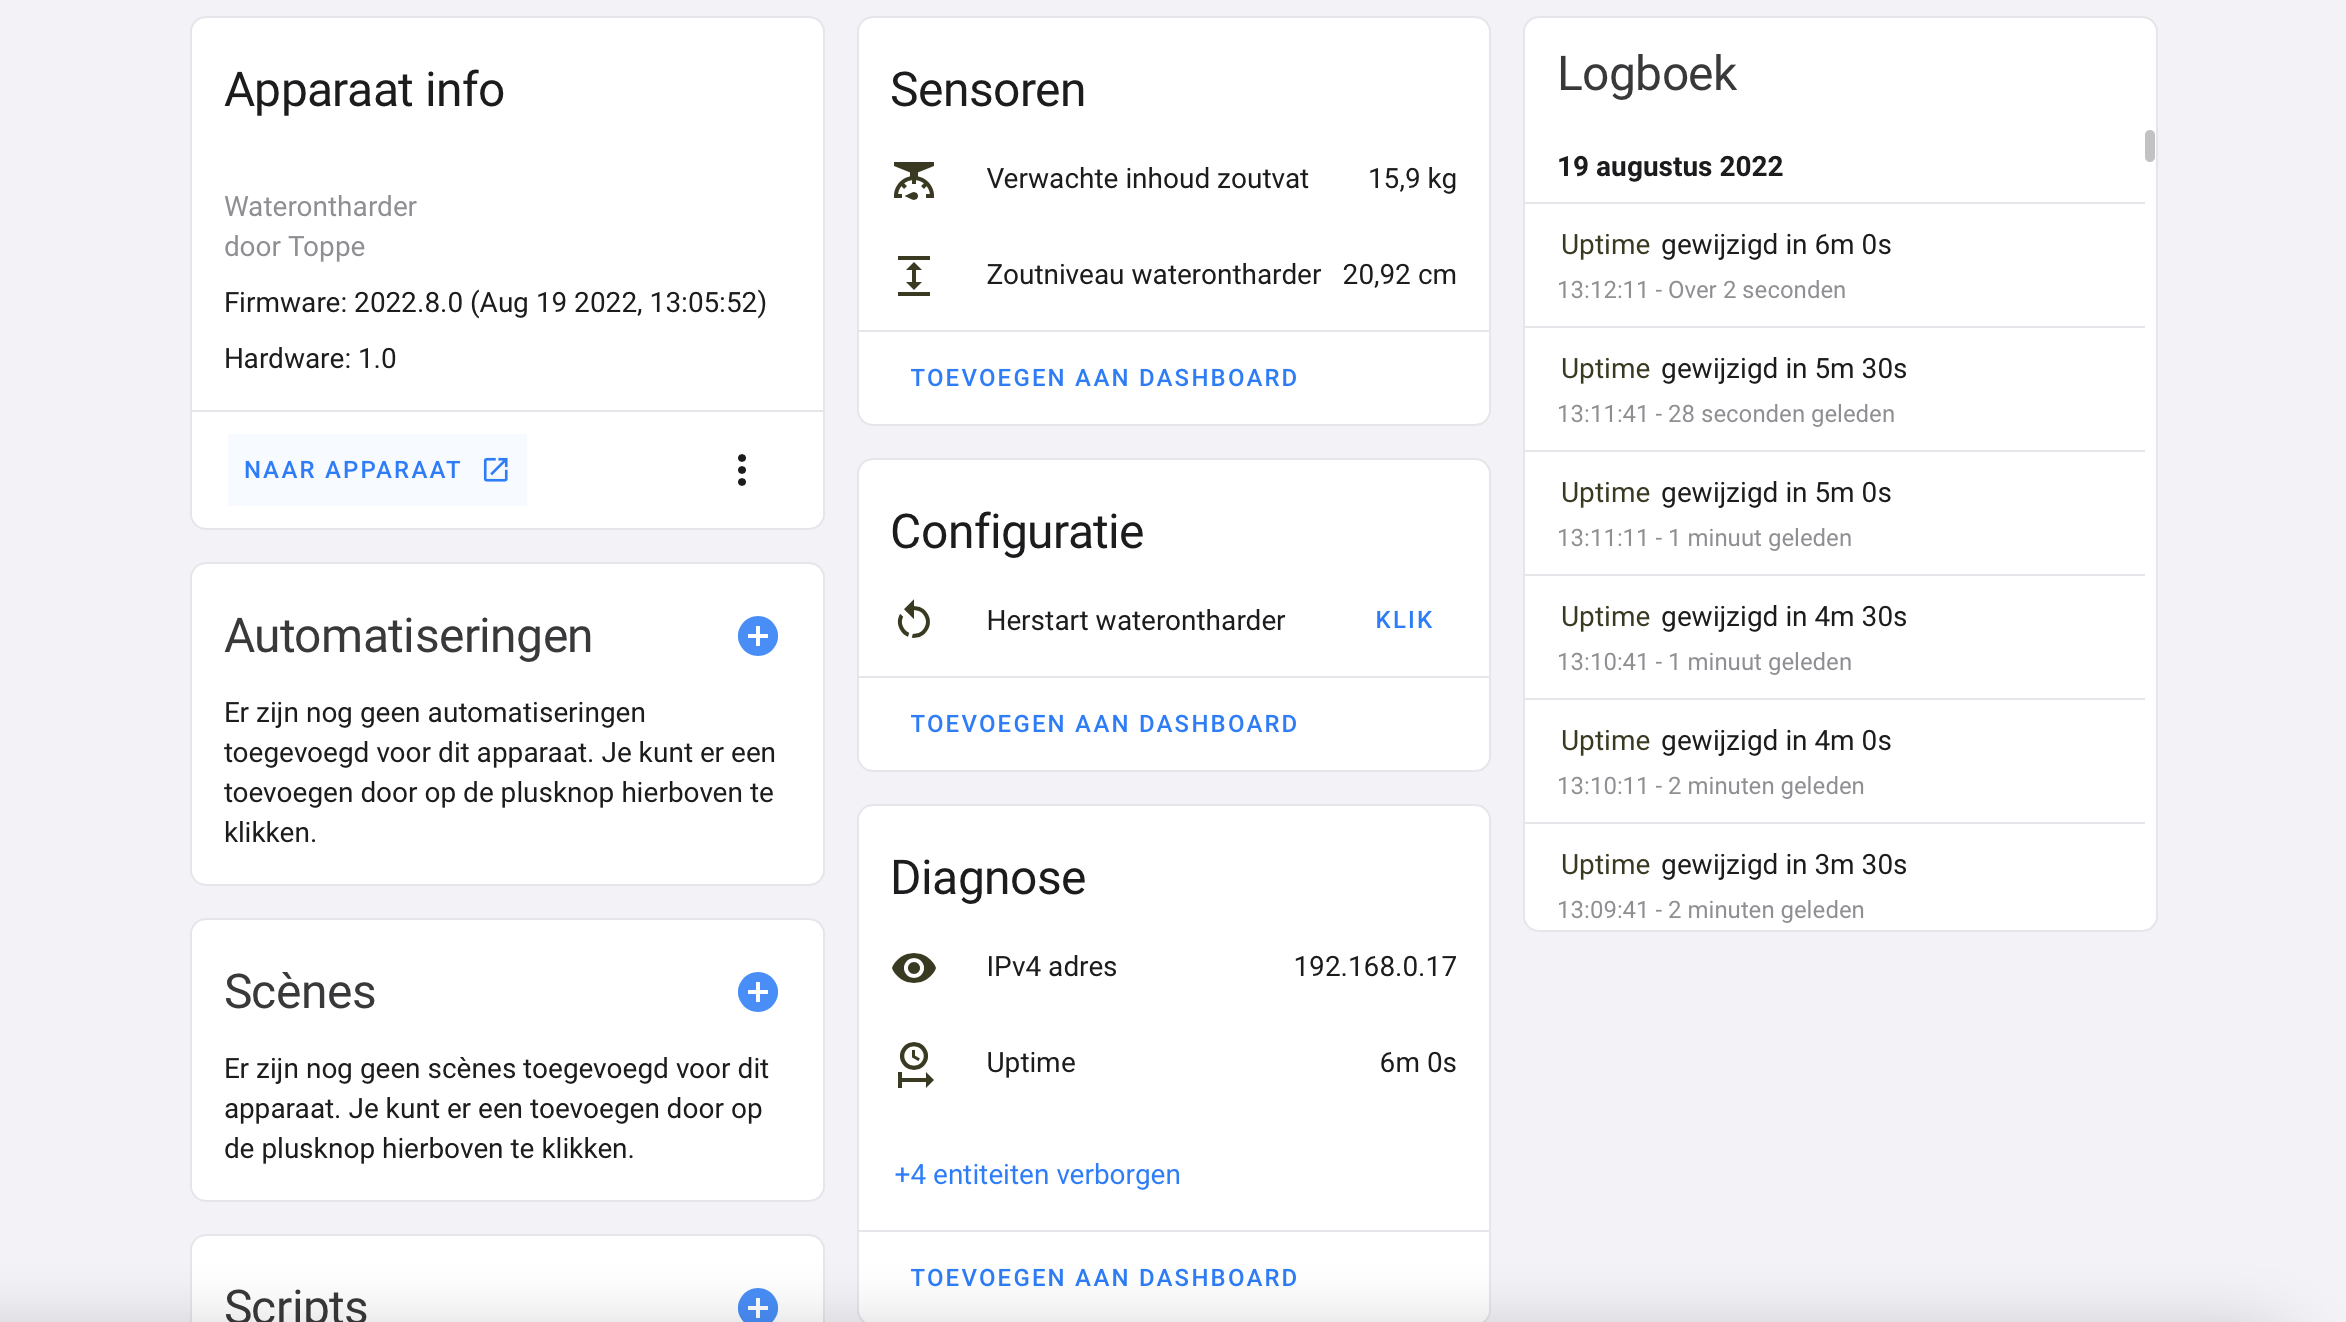 Apparaat info
Waterontharder
door Toppe
Firmware: 2022.8.0 (Aug 19 2022, 13:05:52)
Hardware: 1.0
NAAR APPARAAT
Automatiseringen
Er zijn nog geen automatiseringen
toegevoegd voor dit apparaat. Je kunt er een
toevoegen door op de plusknop hierboven te
klikken.
Scènes
Er zijn nog geen scènes toegevoegd voor dit
apparaat. Je kunt er een toevoegen door op
de plusknop hierboven te klikken.
Scripts
Sensoren
Verwachte inhoud zoutvat 15,9 kg
Zoutniveau waterontharder 20,92 cm
TOEVOEGEN AAN DASHBOARD
Configuratie
Herstart waterontharder KLIK
TOEVOEGEN AAN DASHBOARD
Diagnose
IPv4 adres 192.168.0.17
Uptime 6m 0s
+4 entiteiten verborgen
TOEVOEGEN AAN DASHBOARD
Logboek
19 augustus 2022
Uptime gewijzigd in 6m 0s
13:12:11 - Over 2 seconden
Uptime gewijzigd in 5m 30s
13:11:41 - 28 seconden geleden
Uptime gewijzigd in 5m 0s
13:11:11 - 1 minuut geleden
Uptime gewijzigd in 4m 30s
13:10:41 - 1 minuut geleden
Uptime gewijzigd in 4m 0s
13:10:11 - 2 minuten geleden
Uptime gewijzigd in 3m 30s
13:09:41 - 2 minuten geleden